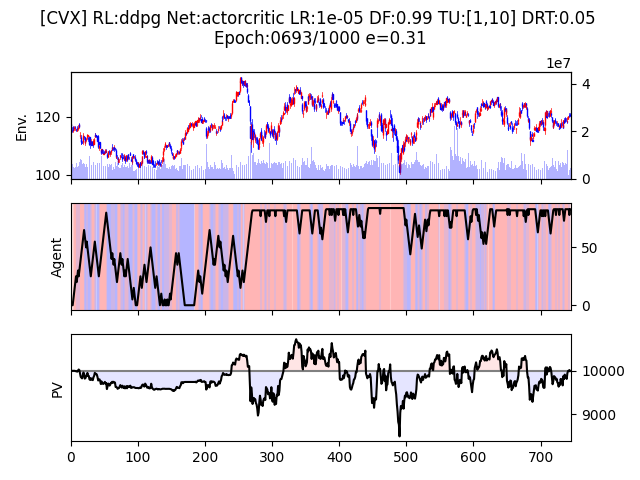 [CVX] RL:ddpg Net:actorcritic LR:1e-05 DF:0.99 TU:[1,10] DRT:0.05
Epoch:0693/1000 e=0.31
1e7
Env.
120
100
4
2
0
Agent
50
0
PV
10000
9000
0 100 200 300 400 500 600 700